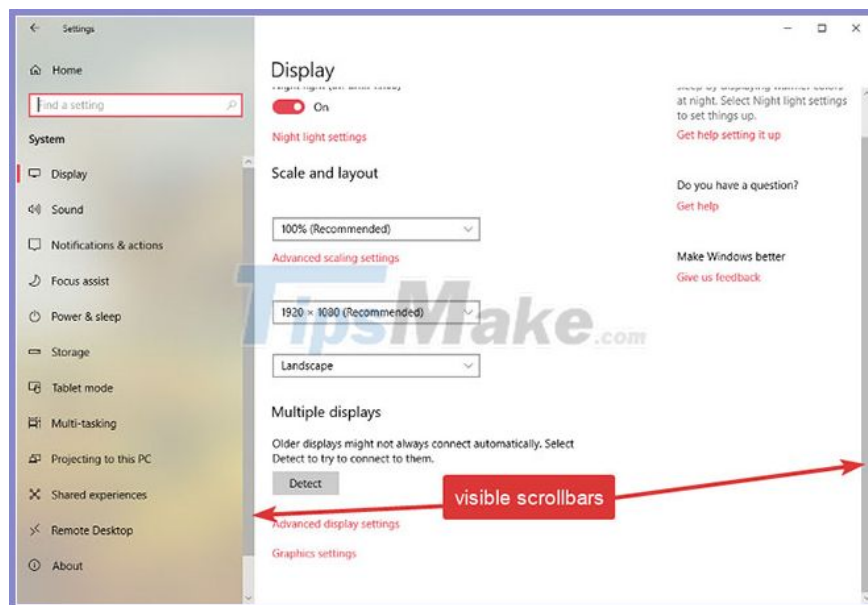 Settings
Home
Find a setting
System
Display
Sound
Notifications & actions
Focus assist
Power & sleep
Storage
Tablet mode
Multi-tasking
Projecting to this PC
Shared experiences
Remote Desktop
About
Display
On
Night light settings
Scale and layout
100% (Recommended)
Advanced scaling settings
1920 × 1080 (Recommended)
Landscape
Multiple displays
Older displays might not always connect automatically. Select
Detect to try to connect to them.
Detect
Advanced display settings
Graphics settings
at night. Select Night light settings
to set things up.
Get help setting it up
Do you have a question?
Get help
Make Windows better
Give us feedback
visible scrollbars
TipsMake.com